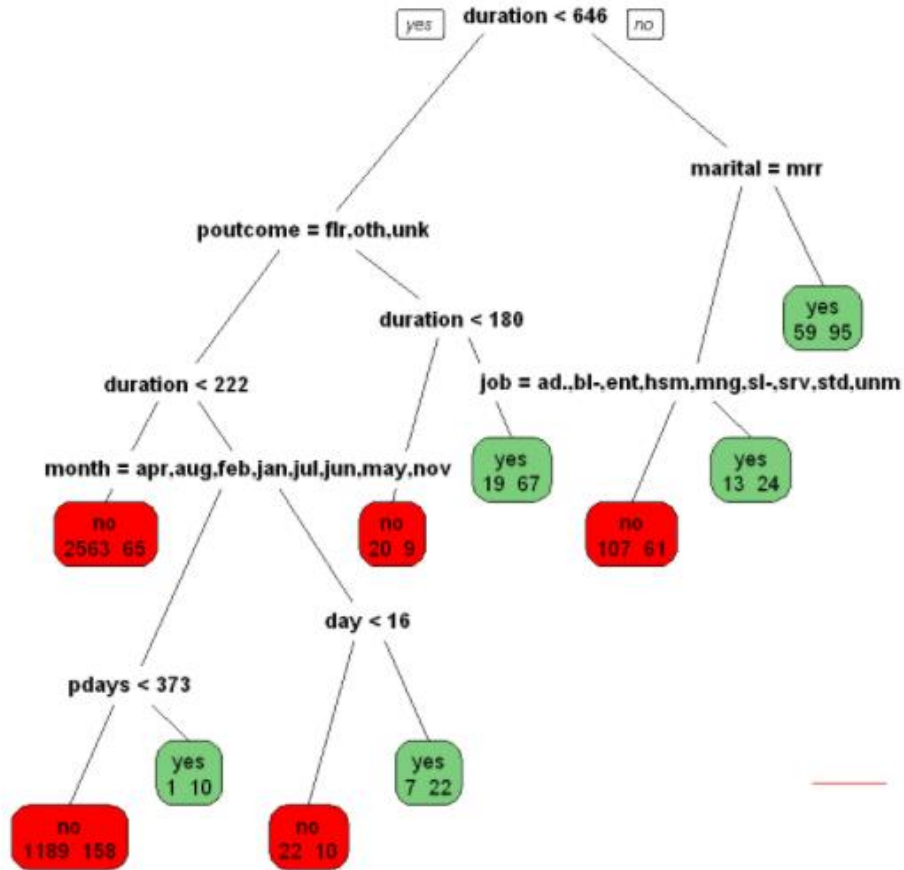 yes duration < 646 no
marital = mrr
poutcome = flr,oth,unk
yes
59 95
duration < 180
duration < 222
job = ad.,bl-,ent,hsm,mng,sl-,srv,std,unm
yes
19 67
yes
13 24
month = apr,aug,feb,jan,jul,jun,may,nov
no
2563 65
no
20 9
no
107 61
day < 16
pdays < 373
yes
1 10
yes
7 22
no
1189 158
no
22 10